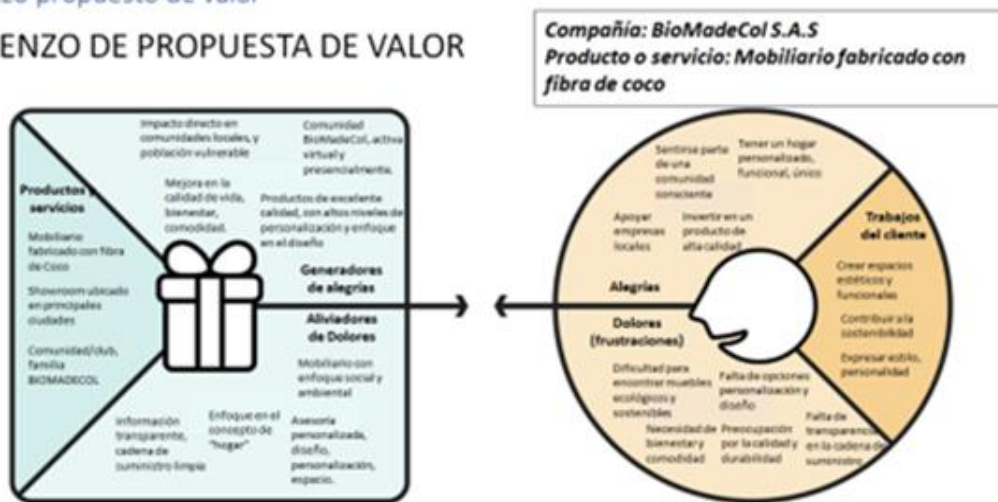 propuesto de valor
ENZO DE PROPUESTA DE VALOR
Compañía: BioMadeCol S.A.S
Producto o servicio: Mobiliario fabricado con
fibra de coco
Impacto directo en
comunidades locales, y
población vulnerable
Comunidad
BioMadeCol, activa
virtual y
presencialmente.
Mejora en la
calidad de vida,
bienestar,
comodidad.
Productos de excelente
calidad, con altos niveles de
personalización y enfoque
en el diseño
Productos y
servicios
Mobiliario
fabricado con fibra
de Coco
Showroom ubicado
en principales
ciudades
Comunidad/club,
familia
BIOMADECOL
Generadores
de alegrías
Aliviadores
de Dolores
Mobiliario con
enfoque social y
ambiental
Información
transparente,
cadena de
suministro limpia
Enfoque en el
concepto de
"hogar"
Asesoría
personalizada,
diseño,
personalización,
espacio.
Sentirse parte
de una
comunidad
consciente
Tener un hogar
personalizado,
funcional, único
Apoyar
empresas
locales
Invertir en un
producto de
alta calidad
Alegrías
Dolores
(frustraciones)
Dificultad para
encontrar muebles
ecológicos y
sostenibles
Falta de opciones
personalización y
diseño
Necesidad de
bienestar y
comodidad
Preocupación
por la calidad y
durabilidad
Falta de
transparencia
en la cadena de
suministro
Trabajos
del cliente
Crear espacios
estéticos y
funcionales
Contribuir a la
sostenibilidad
Expresar estilo,
personalidad